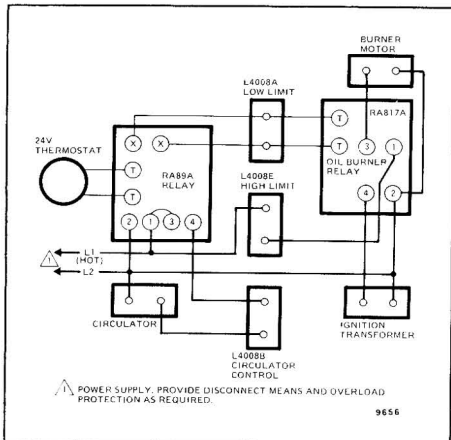 BURNER
MOTOR
L4008A
LOW LIMIT
RA817A
T
3
1
24V
THERMOSTAT
X
X
T
T
RA89A
RELAY
L4008E
HIGH LIMIT
OIL BURNER
RELAY
T
4
2
2
1
3
4
L1
(HOT)
1
L2
CIRCULATOR
IGNITION
TRANSFORMER
L4008B
CIRCULATOR
CONTROL
1 POWER SUPPLY. PROVIDE DISCONNECT MEANS AND OVERLOAD
PROTECTION AS REQUIRED.
9656